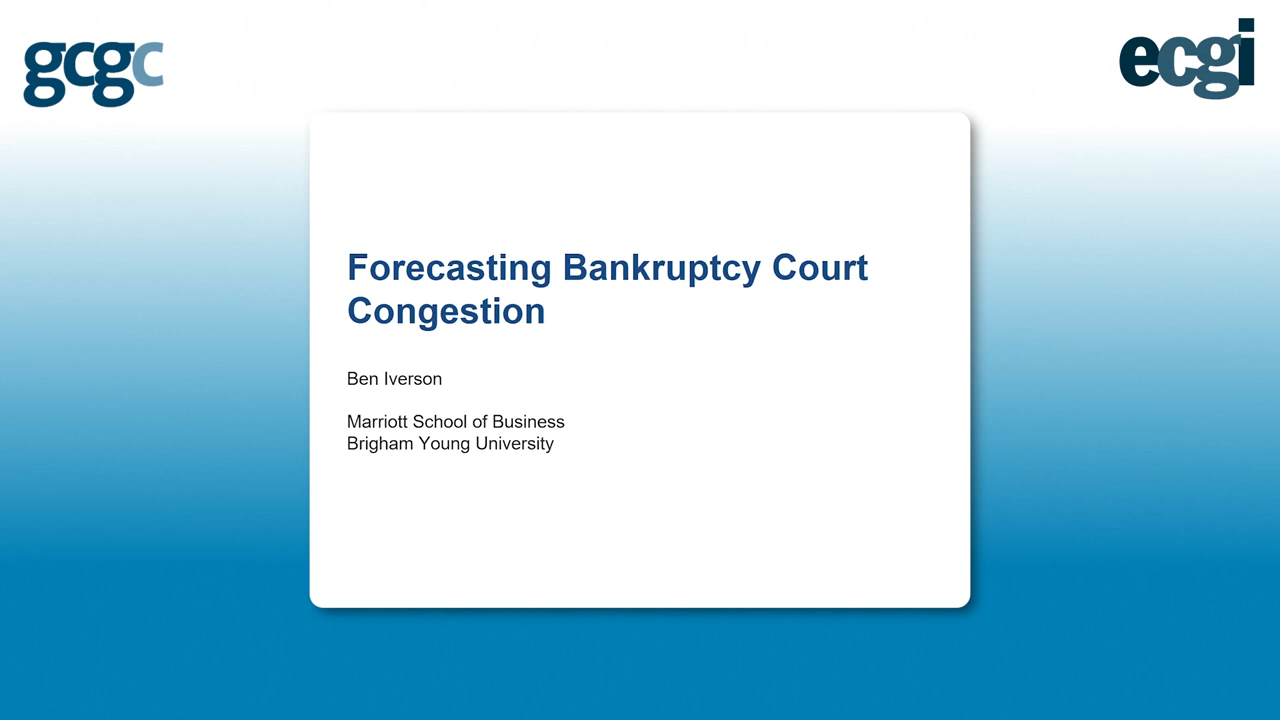 gcgc
ecgi
Forecasting Bankruptcy Court
Congestion
Ben Iverson
Marriott School of Business
Brigham Young University